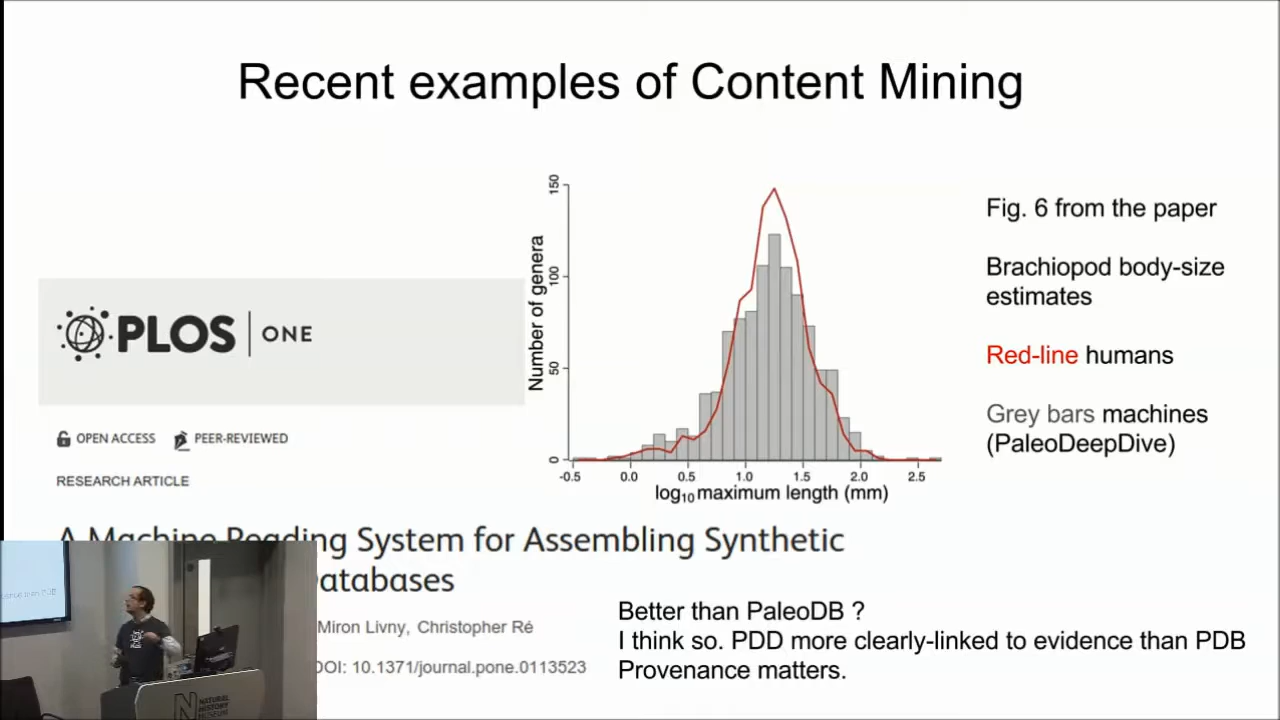 Recent examples of Content Mining
PLOS ONE
OPEN ACCESS
PEER-REVIEWED
RESEARCH ARTICLE
150
100
50
0
Number of genera
-0.5 0.0 0.5 1.0 1.5 2.0 2.5
log10 maximum length (mm)
Fig. 6 from the paper
Brachiopod body-size
estimates
Red-line humans
Grey bars machines
(PaleoDeepDive)
A Machine Reading System for Assembling Synthetic
Databases
Miron Livny, Christopher Ré
DOI: 10.1371/journal.pone.0113523
Better than PaleoDB ?
I think so. PDD more clearly-linked to evidence than PDB
Provenance matters.
NATURAL
HISTORY
MUSEUM